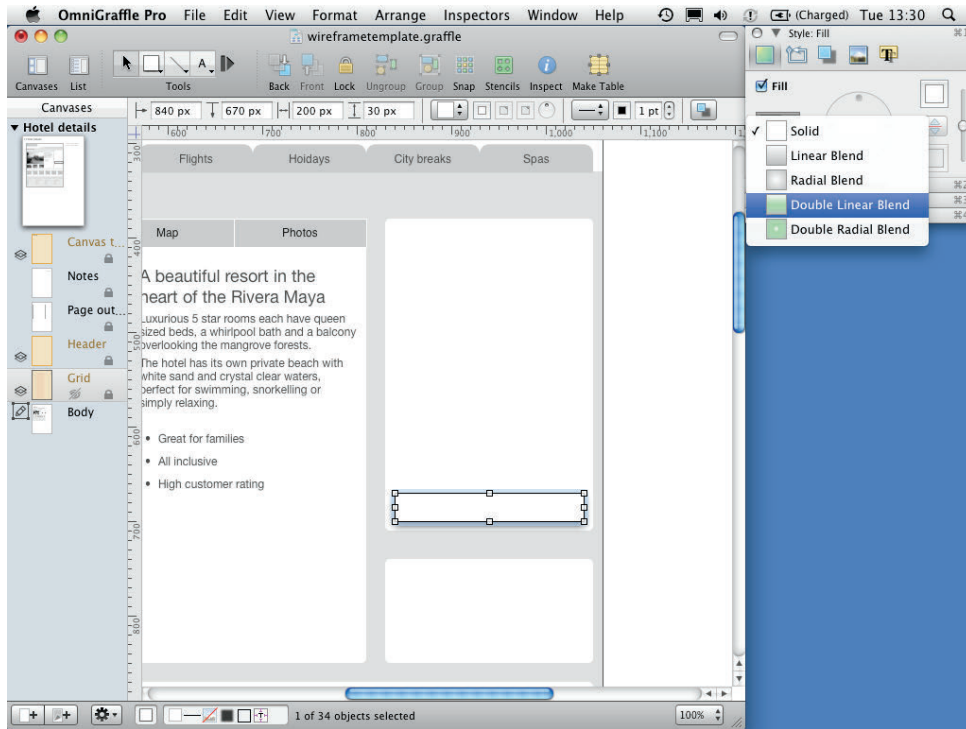 OmniGraffle Pro File Edit View Format Arrange Inspectors Window Help (Charged) Tue 13:30
wireframetemplate.graffle
Style: Fill
Canvases List Tools Back Front Lock Ungroup Group Snap Stencils Inspect Make Table
Fill
Canvases
840 px 670 px 200 px 30 px 1 pt
Hotel details
600 700 900 1,000 1,100
✓ Solid
Linear Blend
Radial Blend
Double Linear Blend
Double Radial Blend
Flights Hoidays City breaks Spas
Map Photos
Canvas t...
Notes
Page out...
Header
Grid
Body
300
400
500
600
700
800
A beautiful resort in the
heart of the Rivera Maya
Luxurious 5 star rooms each have queen
sized beds, a whirlpool bath and a balcony
overlooking the mangrove forests.
The hotel has its own private beach with
white sand and crystal clear waters,
perfect for swimming, snorkelling or
simply relaxing.
• Great for families
• All inclusive
• High customer rating
1 of 34 objects selected 100%